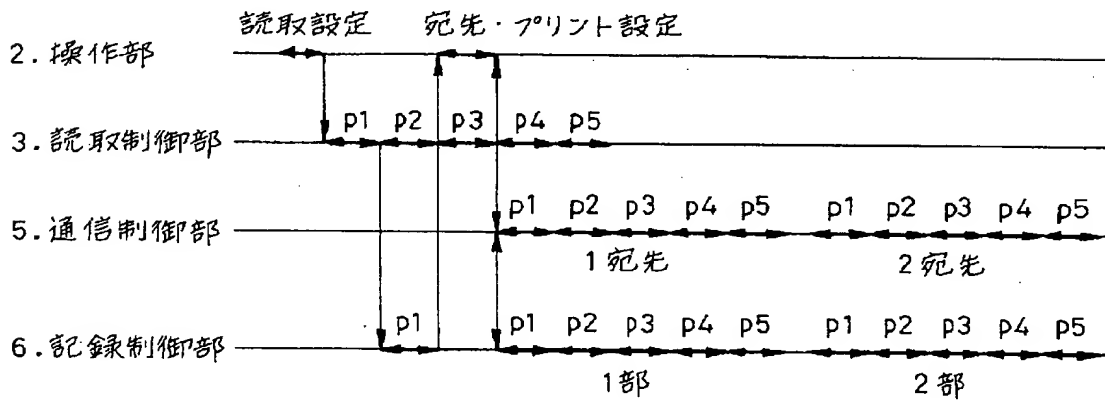 読取設定 宛先・プリント設定
2.操作部
p1 p2 p3 p4 p5
3.読取制御部
p1 p2 p3 p4 p5 p1 p2 p3 p4 p5
5.通信制御部
1宛先 2宛先
p1 p1 p2 p3 p4 p5 p1 p2 p3 p4 p5
6.記録制御部
1部 2部